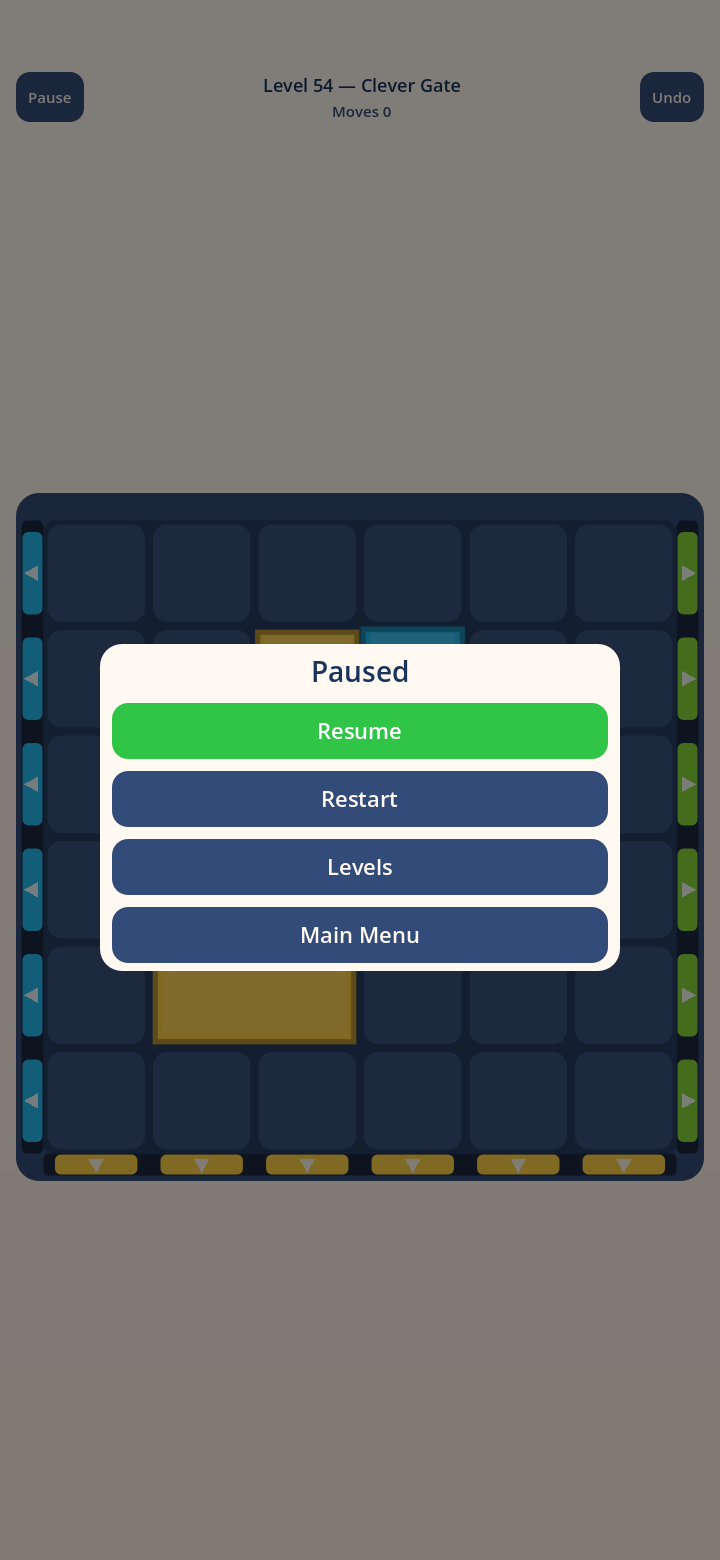 Pause
Level 54 — Clever Gate
Moves 0
Undo
Paused
Resume
Restart
Levels
Main Menu